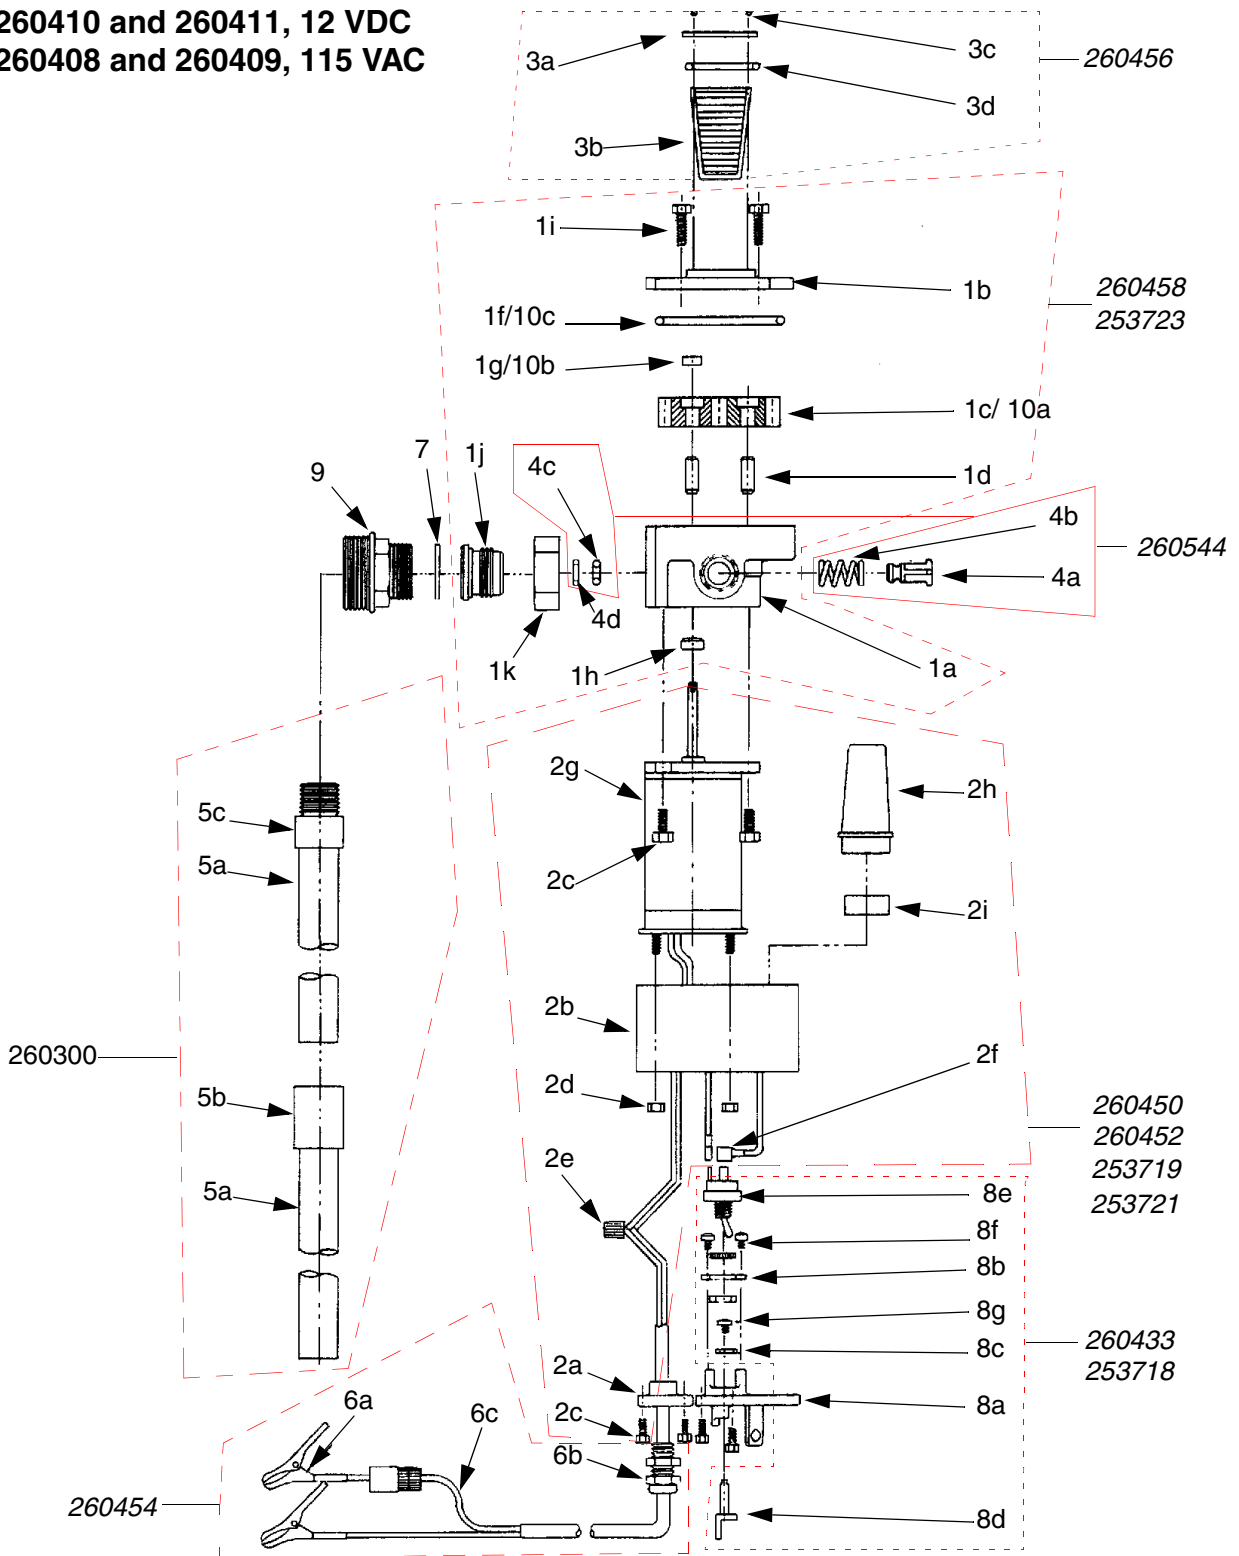 260410 and 260411, 12 VDC
260408 and 260409, 115 VAC
3a
3c
260456
3d
3b
1i
1b
260458
253723
1f/10c
1g/10b
1c/ 10a
7
1j
4c
1d
9
4b
260544
4a
4d
1k
1h
1a
2g
2h
5c
5a
2c
2i
2b
260300
2f
2d
5b
260450
260452
253719
253721
2e
5a
8e
8f
8b
8g
260433
253718
8c
2a
8a
6a
6c
2c
6b
260454
8d